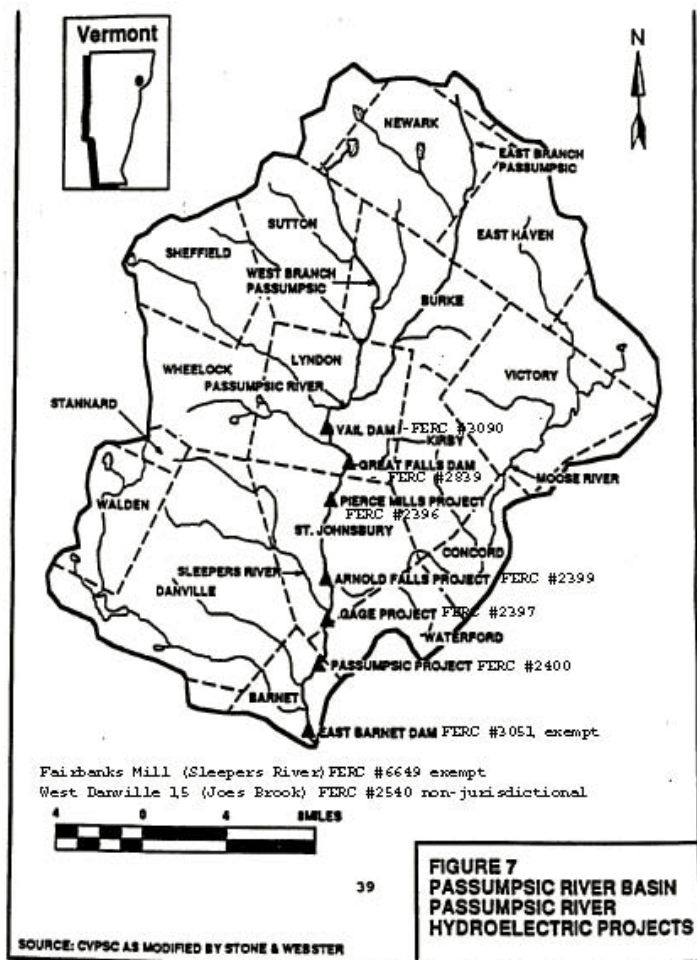 Vermont
N
NEWARK
EAST BRANCH
PASSUMPSIC
SUTTON
EAST HAVEN
SHEFFIELD
WEST BRANCH
PASSUMPSIC
BURKE
LYNDON
WHEELOCK
VICTORY
PASSUMPSIC RIVER
STANNARD
VAIL DAM - FERC #3090
KIRBY
GREAT FALLS DAM
- FERC #2839
MOOSE RIVER
WALDEN
PIERCE MILLS PROJECT
FERC #2396
ST. JOHNSBURY
CONCORD
SLEEPERS RIVER
ARNOLD FALLS PROJECT FERC #2399
DANVILLE
GAGE PROJECT FERC #2397
WATERFORD
PASSUMPSIC PROJECT FERC #2400
BARNET
EAST BARNET DAM FERC #3051, exempt
Fairbanks Mill (Sleepers River) FERC #6649 exempt
West Danville 15 (Joes Brook) FERC #2540 non-jurisdictional
4 0 4 8MILES
39
FIGURE 7
PASSUMPSIC RIVER BASIN
PASSUMPSIC RIVER
HYDROELECTRIC PROJECTS
SOURCE: CVPSC AS MODIFIED BY STONE & WEBSTER